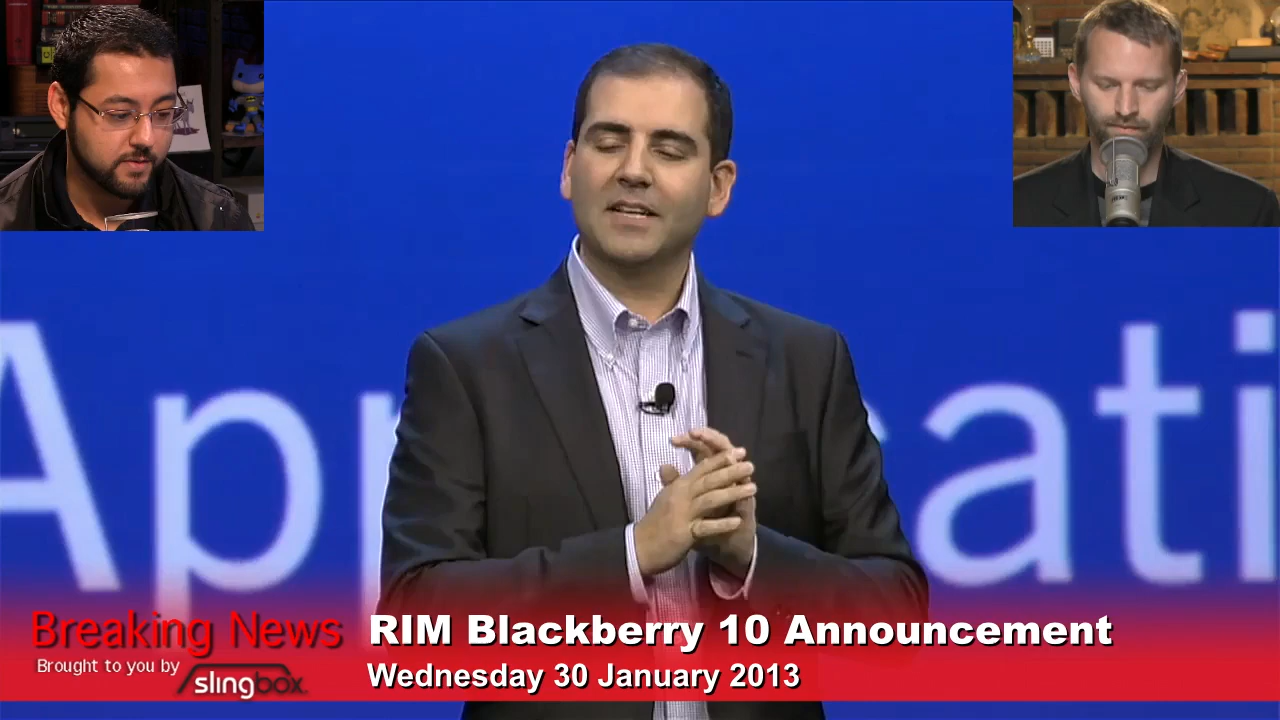 Breaking News
Brought to you by
slingbox
RIM Blackberry 10 Announcement
Wednesday 30 January 2013